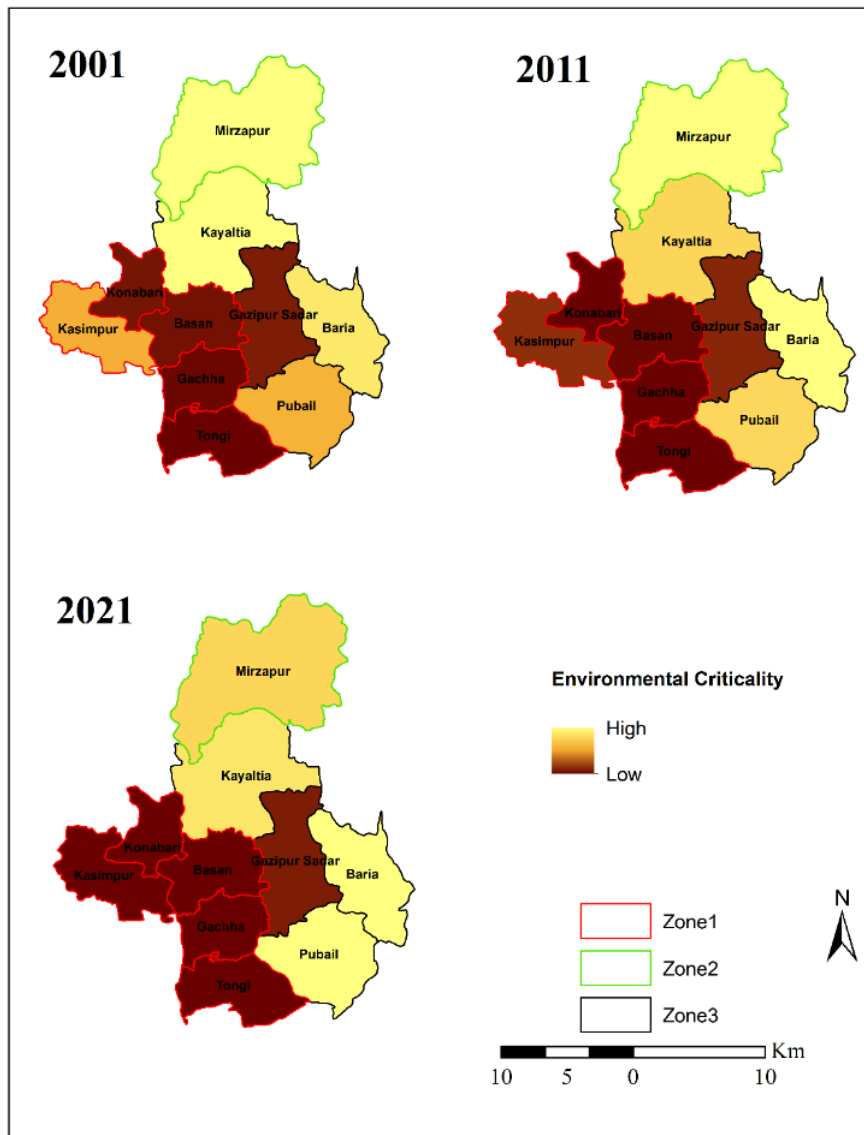 2001
Mirzapur
Kayaltia
Konabari
Kasimpur
Basan
Gazipur Sadar
Baria
Gachha
Pubail
Tongi
2011
Mirzapur
Kayaltia
Konabari
Kasimpur
Basan
Gazipur Sadar
Baria
Gachha
Pubail
Tongi
2021
Mirzapur
Kayaltia
Konabari
Kasimpur
Basan
Gazipur Sadar
Baria
Gachha
Pubail
Tongi
Environmental Criticality
High
Low
Zone1
Zone2
Zone3
N
Km
10 5 0 10